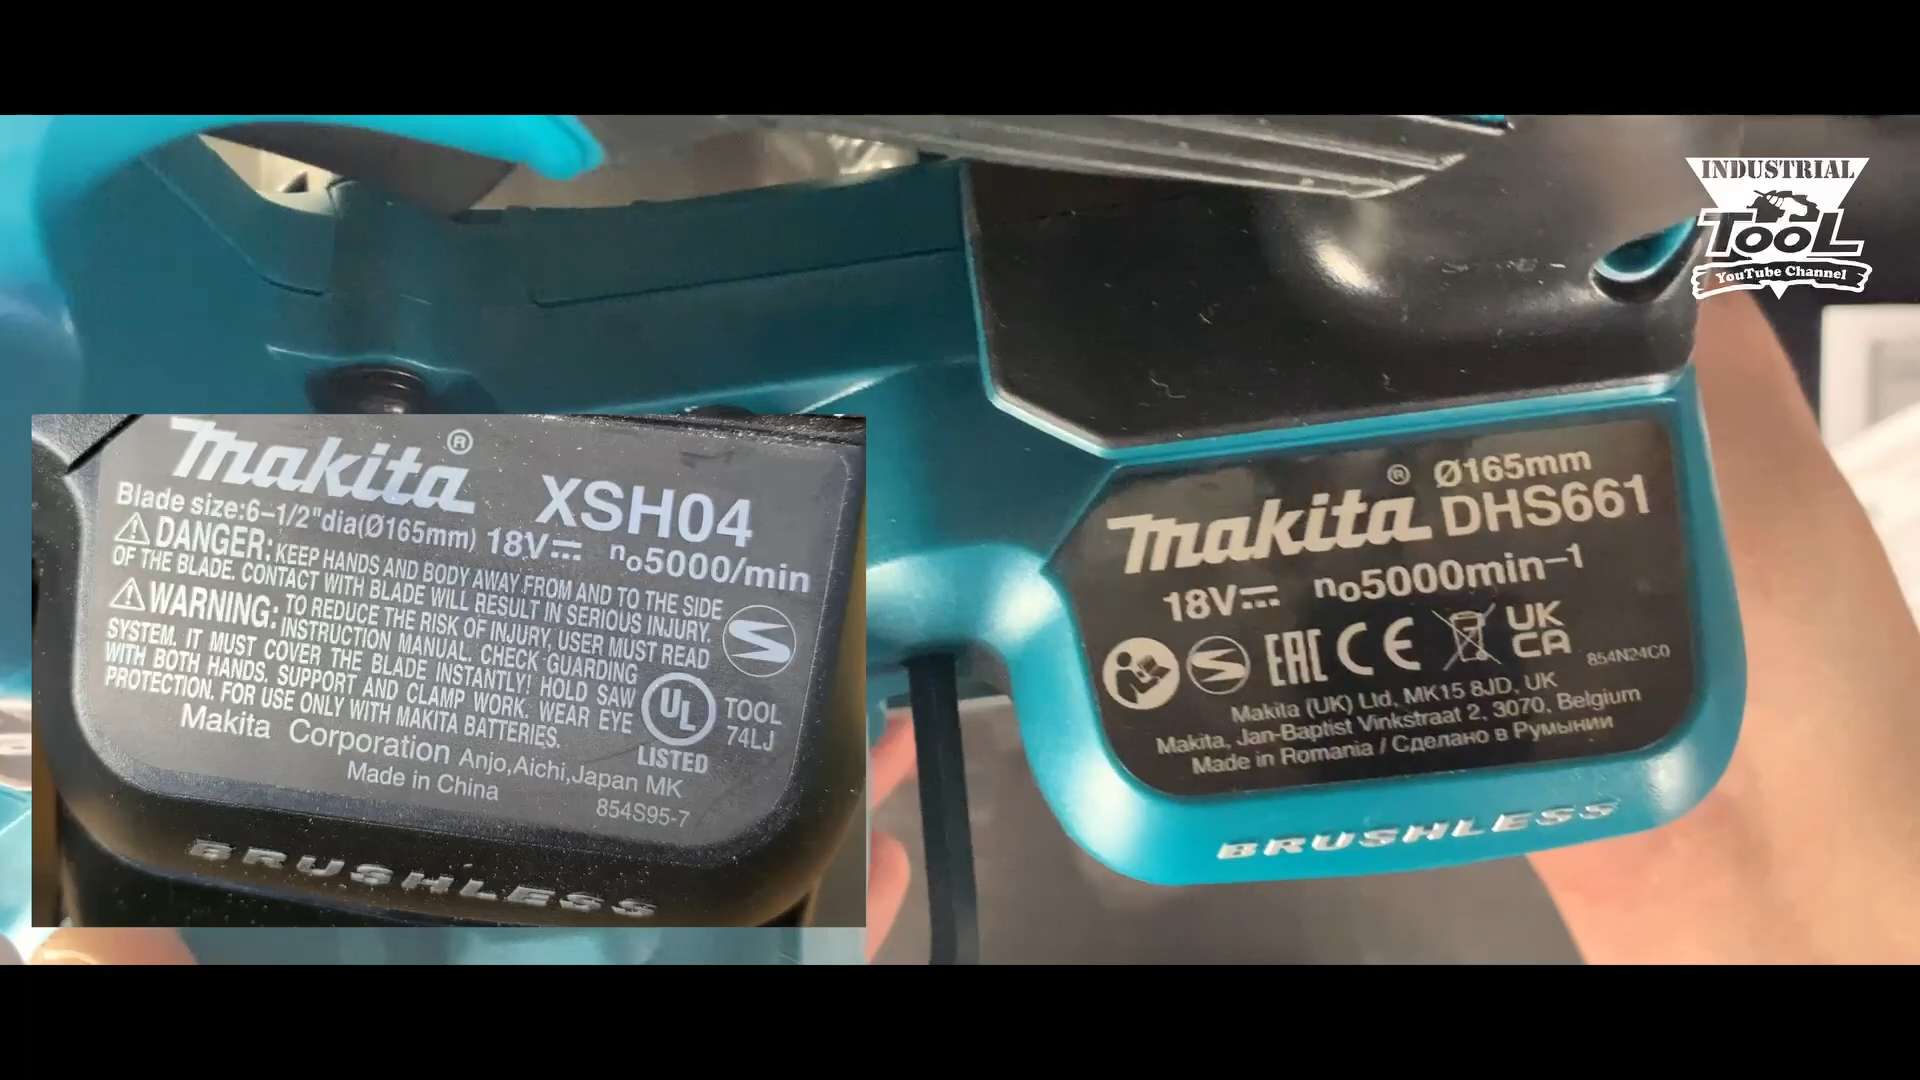 INDUSTRIAL
TOOL
YouTube Channel
makita®
XSH04
Blade size:6-1/2"dia(Ø165mm) 18V n₀5000/min
DANGER: KEEP HANDS AND BODY AWAY FROM AND TO THE SIDE
OF THE BLADE. CONTACT WITH BLADE WILL RESULT IN SERIOUS INJURY.
WARNING: TO REDUCE THE RISK OF INJURY, USER MUST READ
INSTRUCTION MANUAL. CHECK GUARDING
SYSTEM. IT MUST COVER THE BLADE INSTANTLY! HOLD SAW
WITH BOTH HANDS. SUPPORT AND CLAMP WORK. WEAR EYE
PROTECTION. FOR USE ONLY WITH MAKITA BATTERIES.
UL
LISTED
TOOL
74LJ
Makita Corporation Anjo,Aichi,Japan MK
Made in China
854S95-7
BRUSHLESS
Ø165mm
makita® DHS661
18V n₀5000min-1
EAC CE UK
CA
854N24C0
Makita (UK) Ltd, MK15 8JD, UK
Makita, Jan-Baptist Vinkstraat 2, 3070, Belgium
Made in Romania / Сделано в Румынии
BRUSHLESS